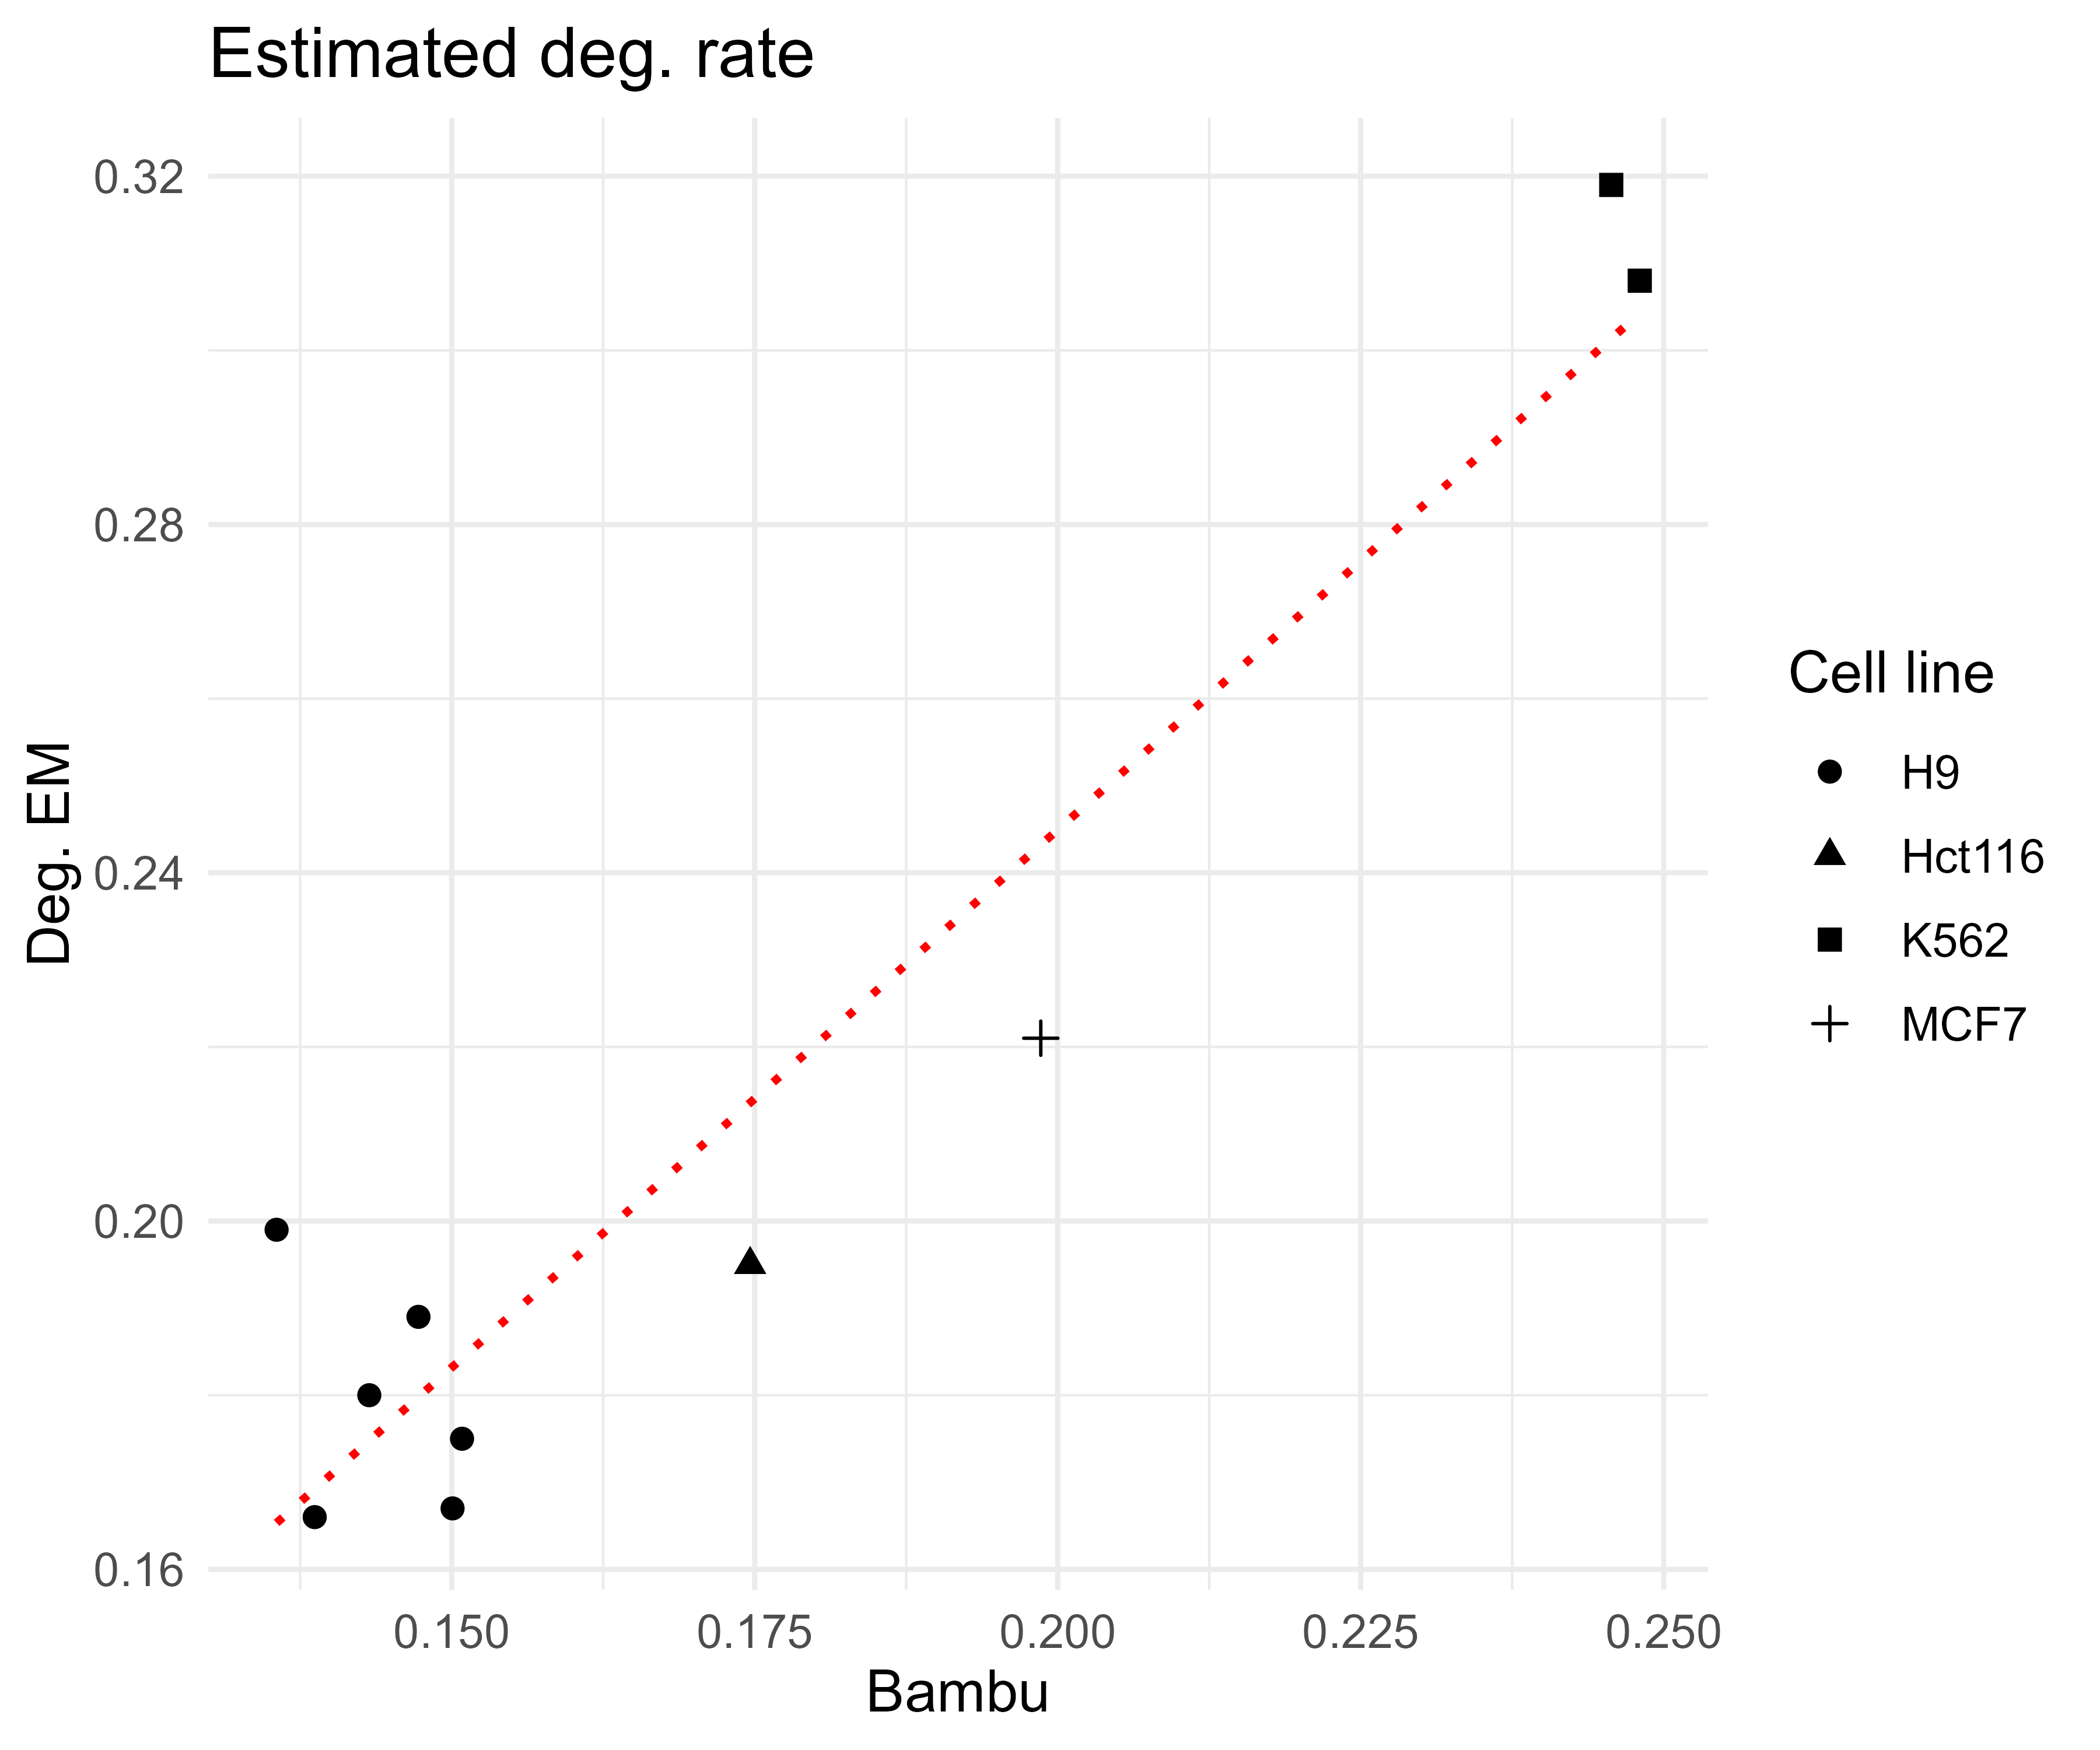 Estimated deg. rate
0.32
0.28
0.24
0.20
0.16
Deg. EM
0.150 0.175 0.200 0.225 0.250
Bambu
Cell line
H9
Hct116
K562
MCF7